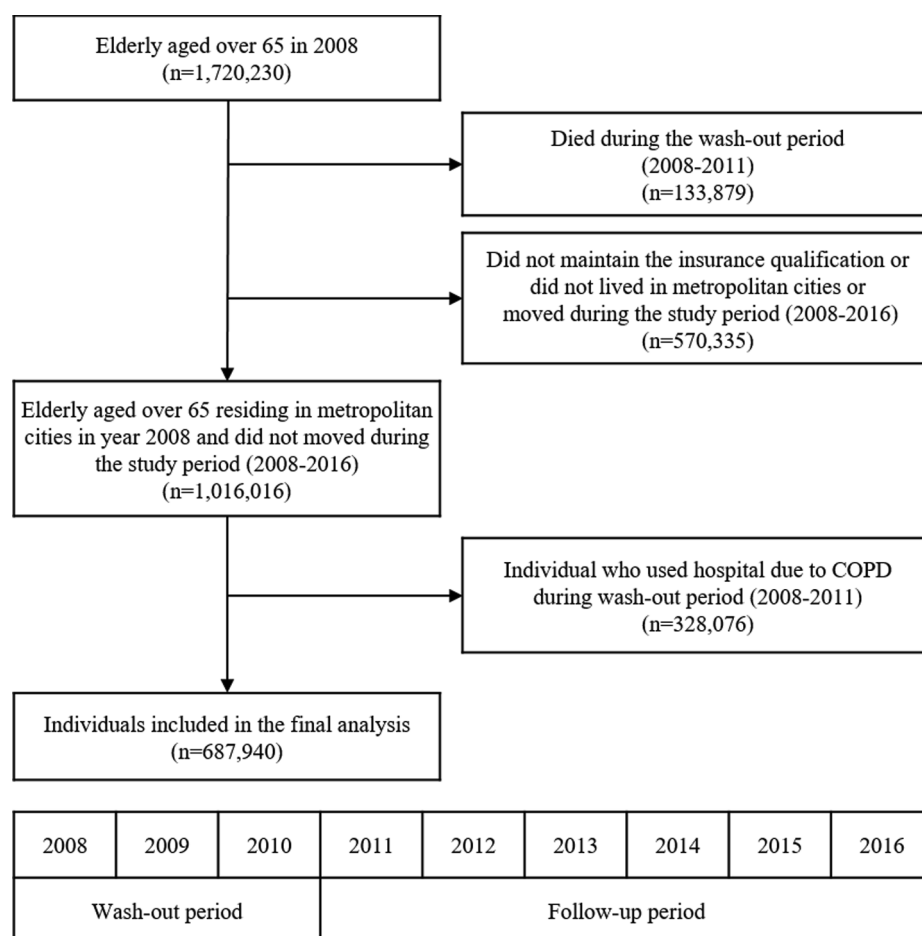 Elderly aged over 65 in 2008
(n=1,720,230)
Died during the wash-out period
(2008-2011)
(n=133,879)
Did not maintain the insurance qualification or
did not lived in metropolitan cities or
moved during the study period (2008-2016)
(n=570,335)
Elderly aged over 65 residing in metropolitan
cities in year 2008 and did not moved during
the study period (2008-2016)
(n=1,016,016)
Individual who used hospital due to COPD
during wash-out period (2008-2011)
(n=328,076)
Individuals included in the final analysis
(n=687,940)
2008 2009 2010 2011 2012 2013 2014 2015 2016
Wash-out period Follow-up period